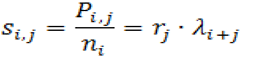 s_{i,j} = \frac{P_{i,j}}{n_i} = r_j \cdot \lambda_{i+j}